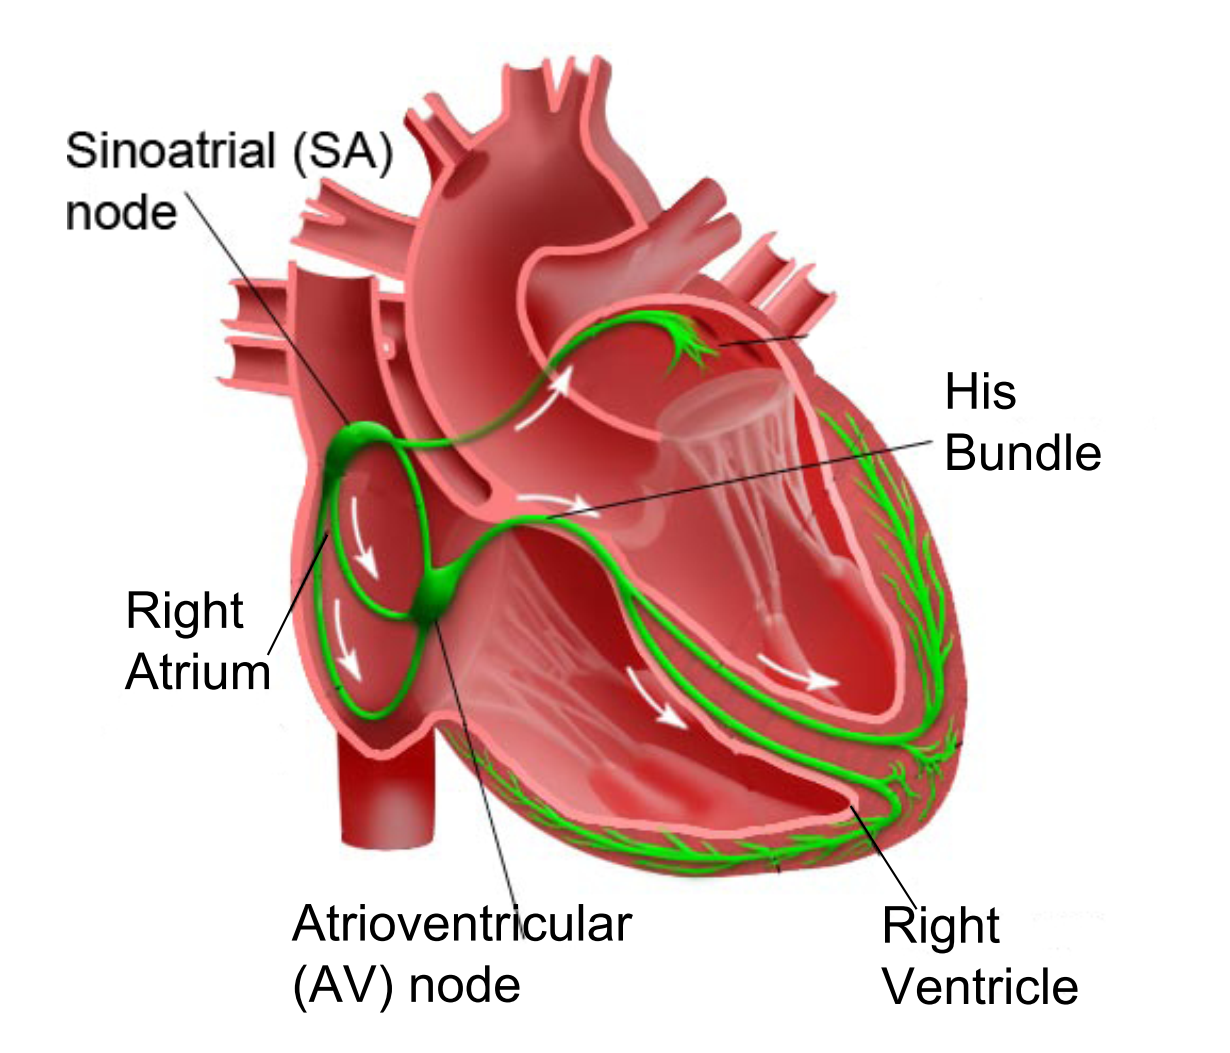 Sinoatrial (SA)
node
His
Bundle
Right
Atrium
Atrioventricular
(AV) node
Right
Ventricle